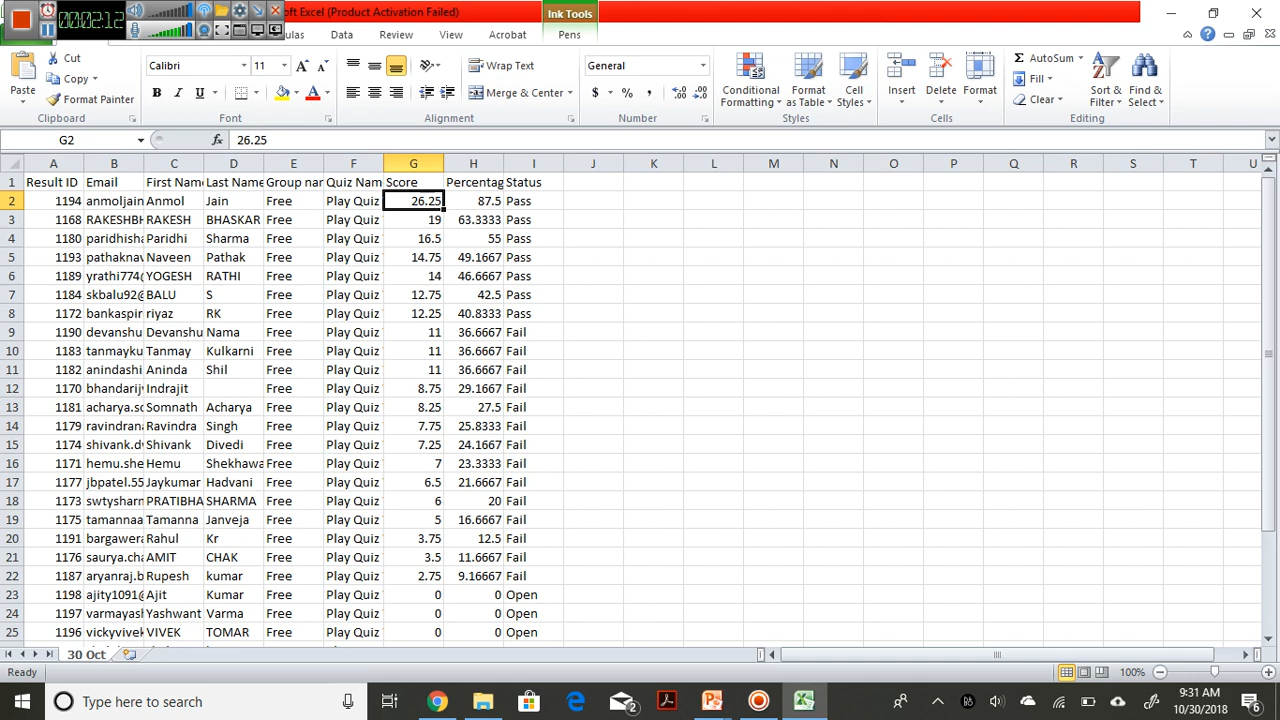 00:02:12
oft Excel (Product Activation Failed)
Ink Tools
ulas Data Review View Acrobat Pens
Cut
Copy
Format Painter
Paste
Calibri 11
B I U
A A
Wrap Text
Merge & Center
General
$ % ,
Conditional Formatting
Format as Table
Cell Styles
Insert Delete Format
Σ AutoSum
Fill
Clear
Sort & Filter
Find & Select
Clipboard Font Alignment Number Styles Cells Editing
G2 fx 26.25
A B C D E F G H I J K L M N O P Q R S T U
1 Result ID Email First Name Last Name Group nar Quiz Nam Score Percentag Status
2 1194 anmoljain Anmol Jain Free Play Quiz 26.25 87.5 Pass
3 1168 RAKESHBH RAKESH BHASKAR Free Play Quiz 19 63.3333 Pass
4 1180 paridhisha Paridhi Sharma Free Play Quiz 16.5 55 Pass
5 1193 pathaknav Naveen Pathak Free Play Quiz 14.75 49.1667 Pass
6 1189 yrathi774@ YOGESH RATHI Free Play Quiz 14 46.6667 Pass
7 1184 skbalu92@ BALU S Free Play Quiz 12.75 42.5 Pass
8 1172 bankaspir riyaz RK Free Play Quiz 12.25 40.8333 Pass
9 1190 devanshu Devanshu Nama Free Play Quiz 11 36.6667 Fail
10 1183 tanmayku Tanmay Kulkarni Free Play Quiz 11 36.6667 Fail
11 1182 anindashi Aninda Shil Free Play Quiz 11 36.6667 Fail
12 1170 bhandarijv Indrajit Free Play Quiz 8.75 29.1667 Fail
13 1181 acharya.so Somnath Acharya Free Play Quiz 8.25 27.5 Fail
14 1179 ravindrana Ravindra Singh Free Play Quiz 7.75 25.8333 Fail
15 1174 shivank.d Shivank Divedi Free Play Quiz 7.25 24.1667 Fail
16 1171 hemu.she Hemu Shekhawa Free Play Quiz 7 23.3333 Fail
17 1177 jbpatel.55 Jaykumar Hadvani Free Play Quiz 6.5 21.6667 Fail
18 1173 swtysharm PRATIBHA SHARMA Free Play Quiz 6 20 Fail
19 1175 tamannaa Tamanna Janveja Free Play Quiz 5 16.6667 Fail
20 1191 bargawera Rahul Kr Free Play Quiz 3.75 12.5 Fail
21 1176 saurya.cha AMIT CHAK Free Play Quiz 3.5 11.6667 Fail
22 1187 aryanraj.b Rupesh kumar Free Play Quiz 2.75 9.16667 Fail
23 1198 ajity1091@ Ajit Kumar Free Play Quiz 0 0 Open
24 1197 varmayash Yashwant Varma Free Play Quiz 0 0 Open
25 1196 vickyvivek VIVEK TOMAR Free Play Quiz 0 0 Open
30 Oct
Ready 100%
Type here to search
2
9:31 AM
10/30/2018
6